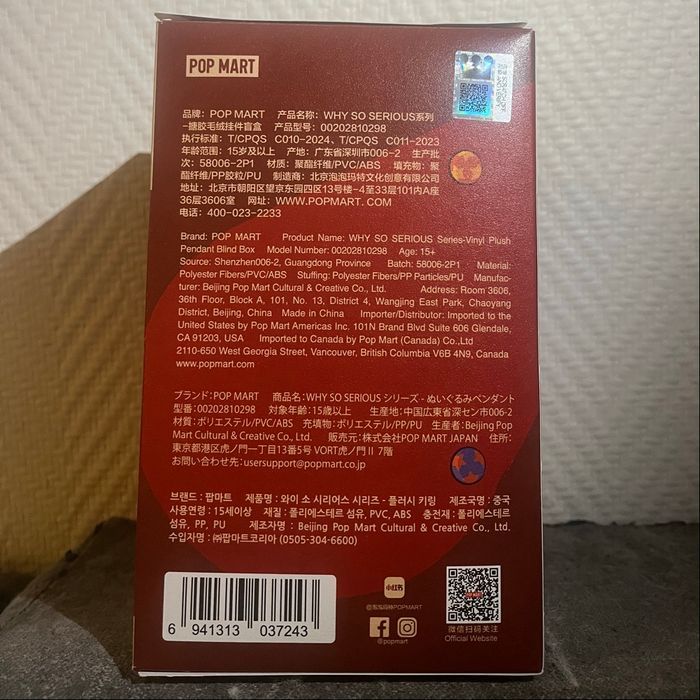 POP MART
品牌：POP MART 产品名称：WHY SO SERIOUS系列
-搪胶毛绒挂件盲盒 产品型号：00202810298
执行标准：T/CPQS C010-2024、T/CPQS C011-2023
年龄范围：15岁及以上 产地：广东省深圳市006-2 生产批
次：58006-2P1 材质：聚酯纤维/PVC/ABS 填充物：聚
酯纤维/PP胶粒/PU 制造商：北京泡泡玛特文化创意有限公司
地址：北京市朝阳区望京东园四区13号楼-4至33层101内A座
36层3606室 网址：WWW.POPMART.COM
电话：400-023-2233
Brand: POP MART Product Name: WHY SO SERIOUS Series-Vinyl Plush
Pendant Blind Box Model Number: 00202810298 Age: 15+
Source: Shenzhen006-2, Guangdong Province Batch: 58006-2P1 Material:
Polyester Fibers/PVC/ABS Stuffing: Polyester Fibers/PP Particles/PU Manufac-
turer: Beijing Pop Mart Cultural & Creative Co., Ltd. Address: Room 3606,
36th Floor, Block A, 101, No. 13, District 4, Wangjing East Park, Chaoyang
District, Beijing, China Made in China Importer/Distributor: Imported to the
United States by Pop Mart Americas Inc. 101N Brand Blvd Suite 606 Glendale,
CA 91203, USA Imported to Canada by Pop Mart (Canada) Co.,Ltd
2110-650 West Georgia Street, Vancouver, British Columbia V6B 4N9, Canada
www.popmart.com
ブランド：POP MART 商品名：WHY SO SERIOUS シリーズ - ぬいぐるみペンダント
型番：00202810298 対象年齢：15歳以上 生産地：中国広東省深セン市006-2
材質：ポリエステル/PVC/ABS 充填物：ポリエステル/PP/PU 生産者：Beijing Pop
Mart Cultural & Creative Co., Ltd. 販売元：株式会社POP MART JAPAN 住所：
東京都港区虎ノ門一丁目13番5号 VORT虎ノ門Ⅱ 7階
お問い合わせ先：usersupport@popmart.co.jp
브랜드 : 팝마트 제품명 : 와이 소 시리어스 시리즈 - 플러시 키링 제조국명 : 중국
사용연령 : 15세이상 재질 : 폴리에스테르 섬유, PVC, ABS 충전재 : 폴리에스테르
섬유, PP, PU 제조자명 : Beijing Pop Mart Cultural & Creative Co., Ltd.
수입자명 : ㈜팝마트코리아 (0505-304-6600)
小红书
@泡泡玛特POPMART
@popmart
微信扫码关注
Official Website
6 941313 037243